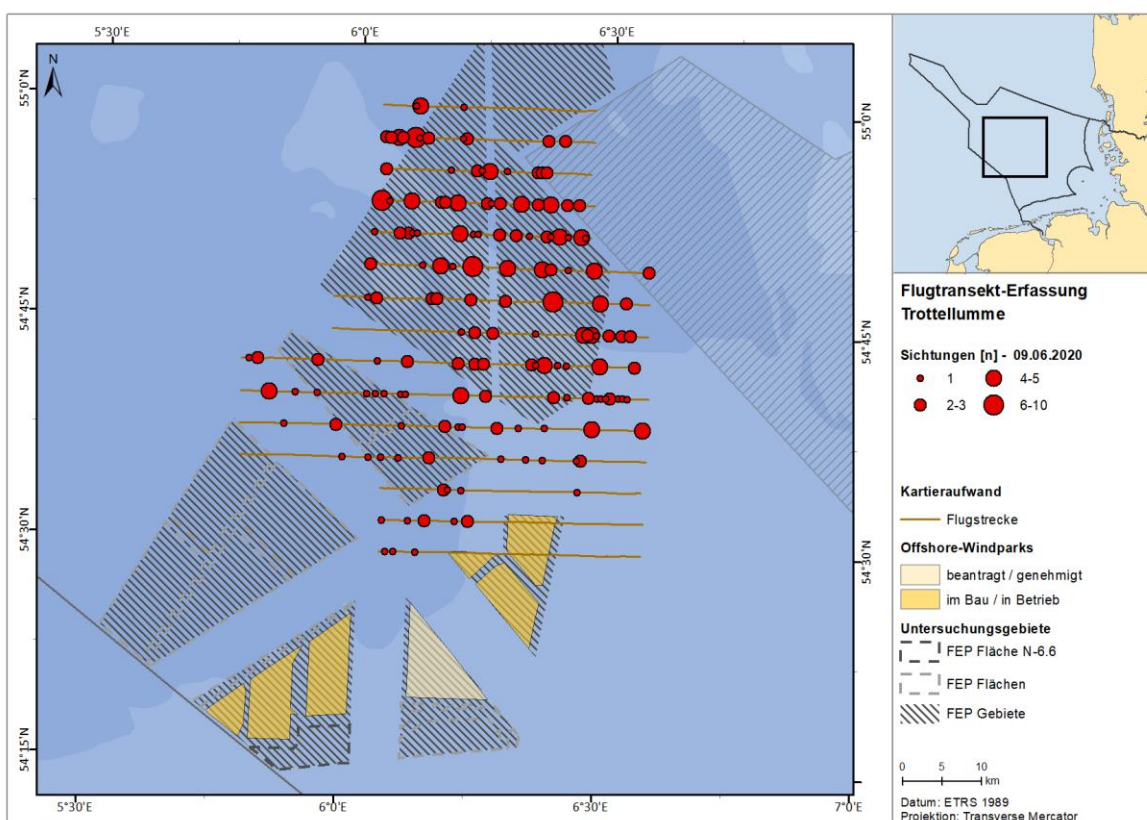 5°30'E
6°0'E
6°30'E
N
55°0'N
55°0'N
54°45'N
54°45'N
54°30'N
54°30'N
54°15'N
5°30'E
6°0'E
6°30'E
7°0'E
Flugtransekt-Erfassung
Trottellumme
Sichtungen [n] - 09.06.2020
1
4-5
2-3
6-10
Kartieraufwand
Flugstrecke
Offshore-Windparks
beantragt / genehmigt
im Bau / in Betrieb
Untersuchungsgebiete
FEP Fläche N-6.6
FEP Flächen
FEP Gebiete
0 5 10
km
Datum: ETRS 1989
Projektion: Transverse Mercator